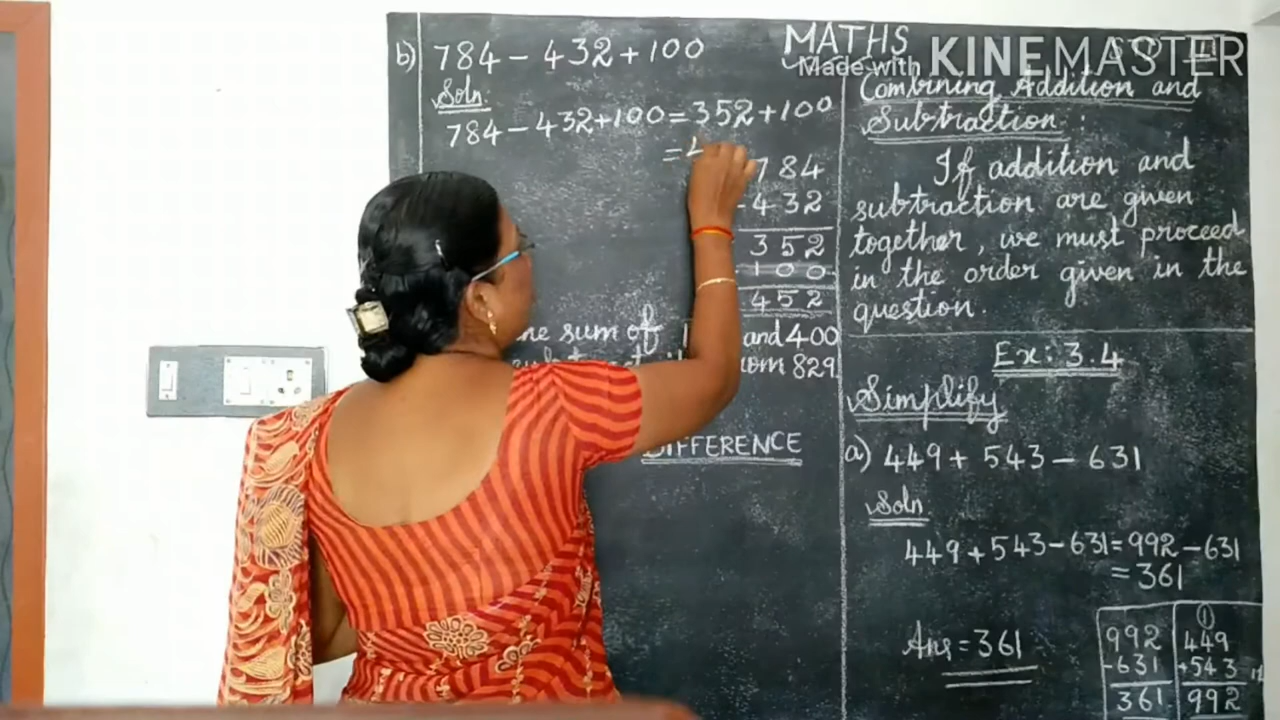 b) 784 - 432 + 100
Soln.
784 - 432 + 100 = 352 + 100
= 4
784
- 432
352
100
452
sum of
and 400
829
DIFFERENCE
MATHS
Made with KINEMASTER
Combining Addition and
Subtraction :
If addition and
subtraction are given
together, we must proceed
in the order given in the
question.
Ex: 3.4
Simplify
a) 449 + 543 - 631
Soln
449 + 543 - 631 = 992 - 631
= 361
Ans = 361
992
- 631
361
1
449
+ 543
992